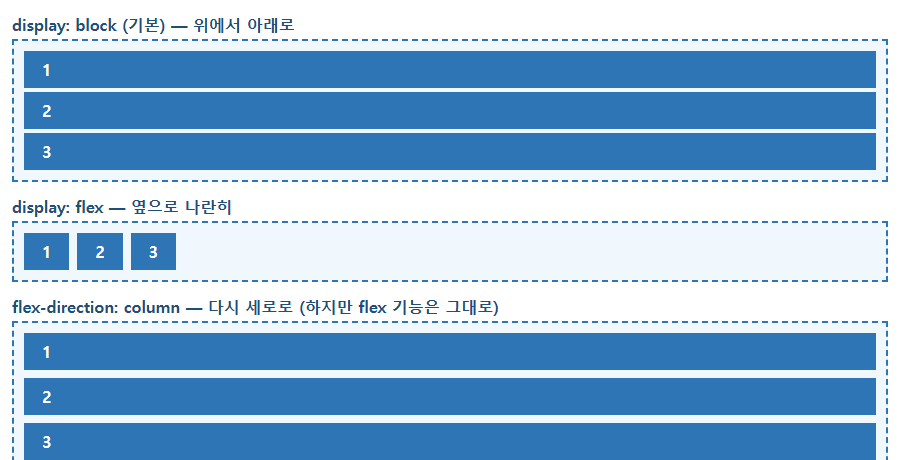 display: block (기본) — 위에서 아래로
1
2
3
display: flex — 옆으로 나란히
1 2 3
flex-direction: column — 다시 세로로 (하지만 flex 기능은 그대로)
1
2
3